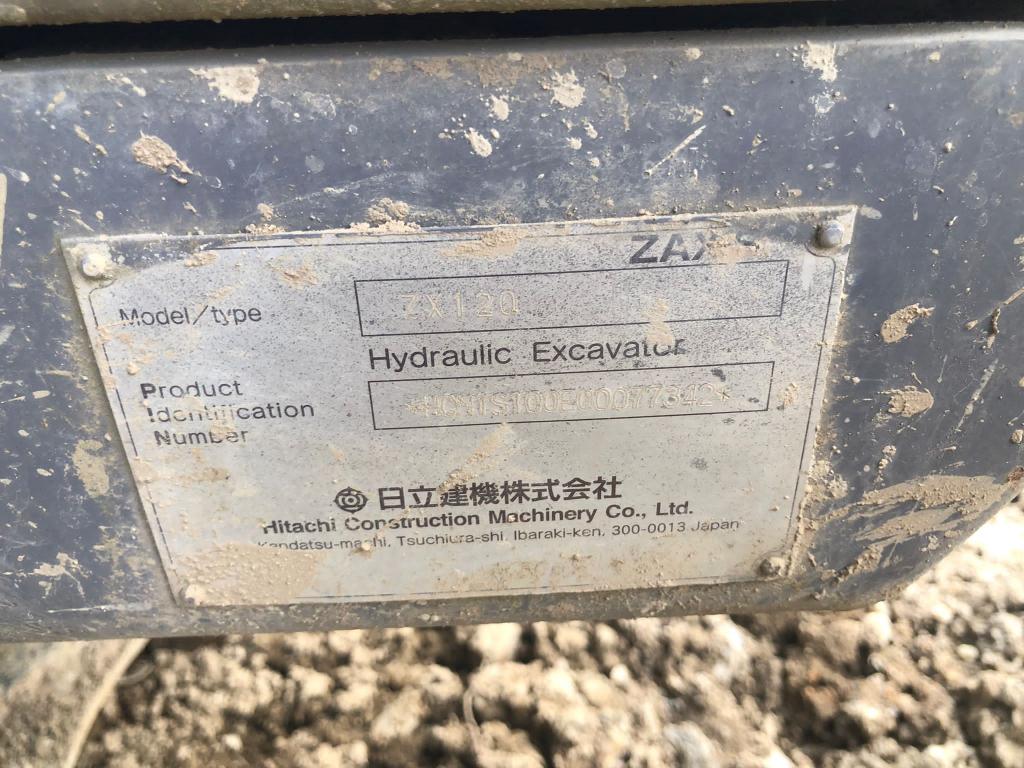 ZAX
Model/type ZX120
Hydraulic Excavator
Product
Identification
Number
日立建機株式会社
Hitachi Construction Machinery Co., Ltd.
Kandatsu-machi, Tsuchiura-shi, Ibaraki-ken, 300-0013 Japan